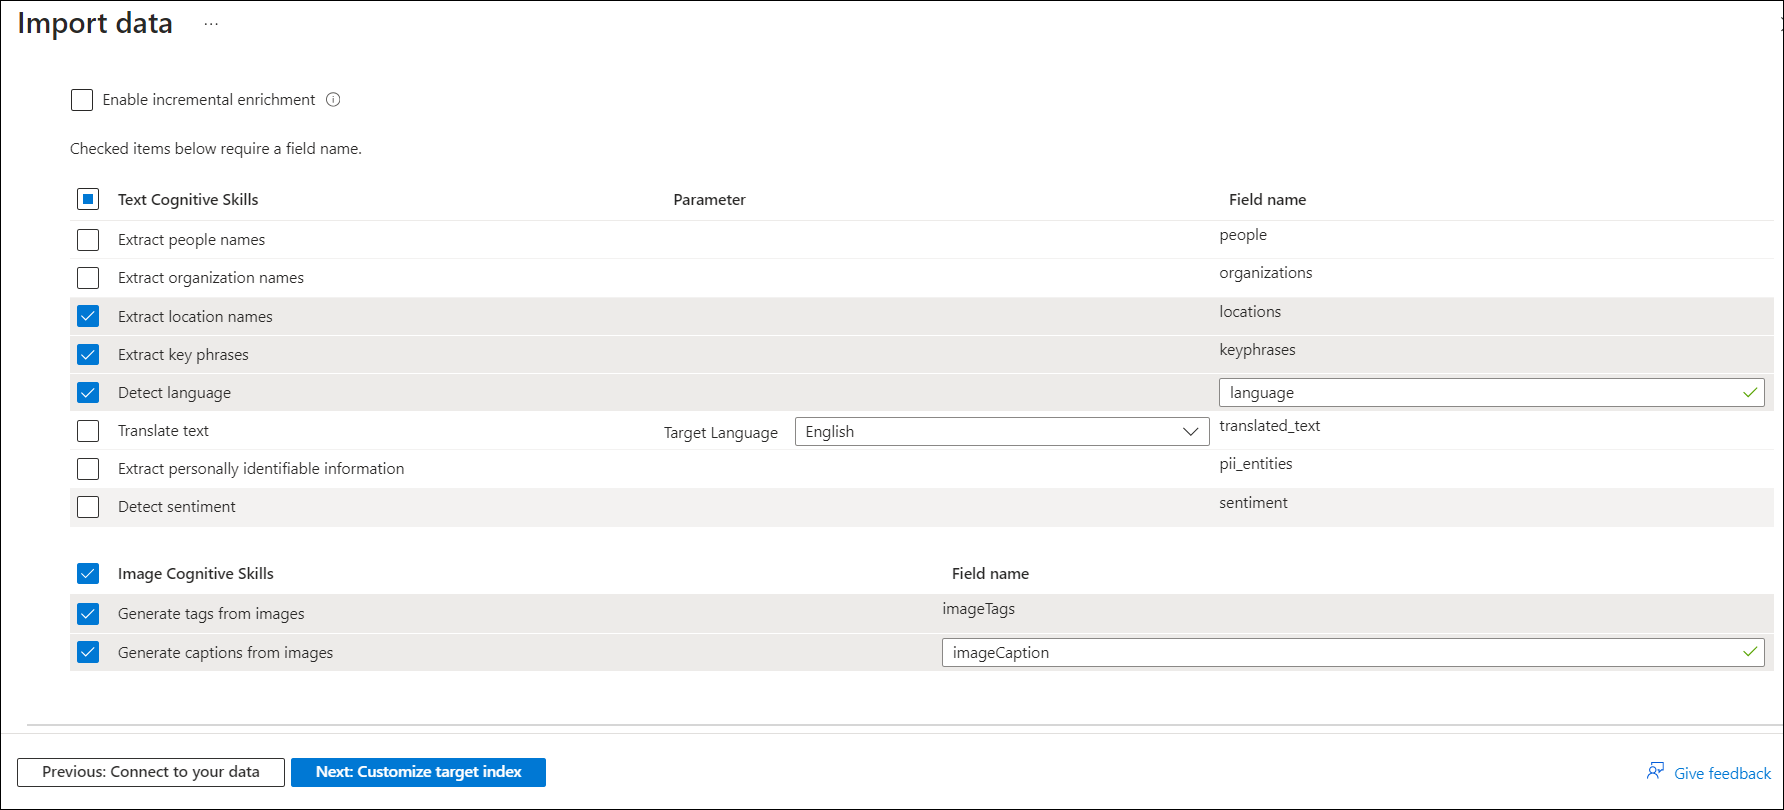 Import data ...
Enable incremental enrichment
Checked items below require a field name.
Text Cognitive Skills Parameter Field name
Extract people names people
Extract organization names organizations
Extract location names locations
Extract key phrases keyphrases
Detect language language
Translate text Target Language English translated_text
Extract personally identifiable information pii_entities
Detect sentiment sentiment
Image Cognitive Skills Field name
Generate tags from images imageTags
Generate captions from images imageCaption
Previous: Connect to your data Next: Customize target index Give feedback